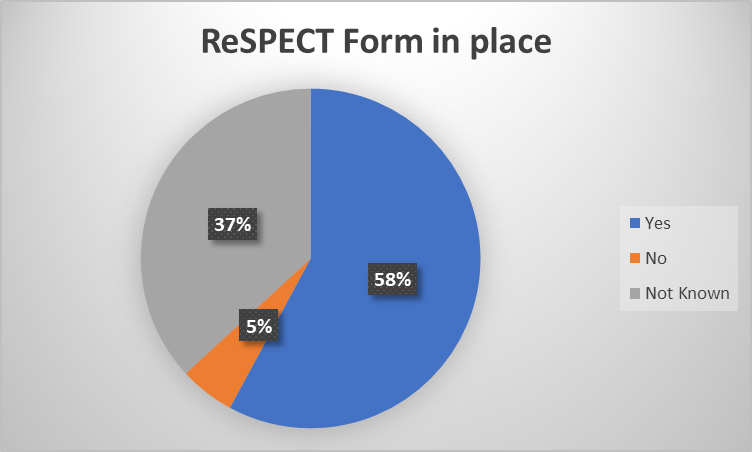 ReSPECT Form in place
37%
58%
5%
Yes
No
Not Known